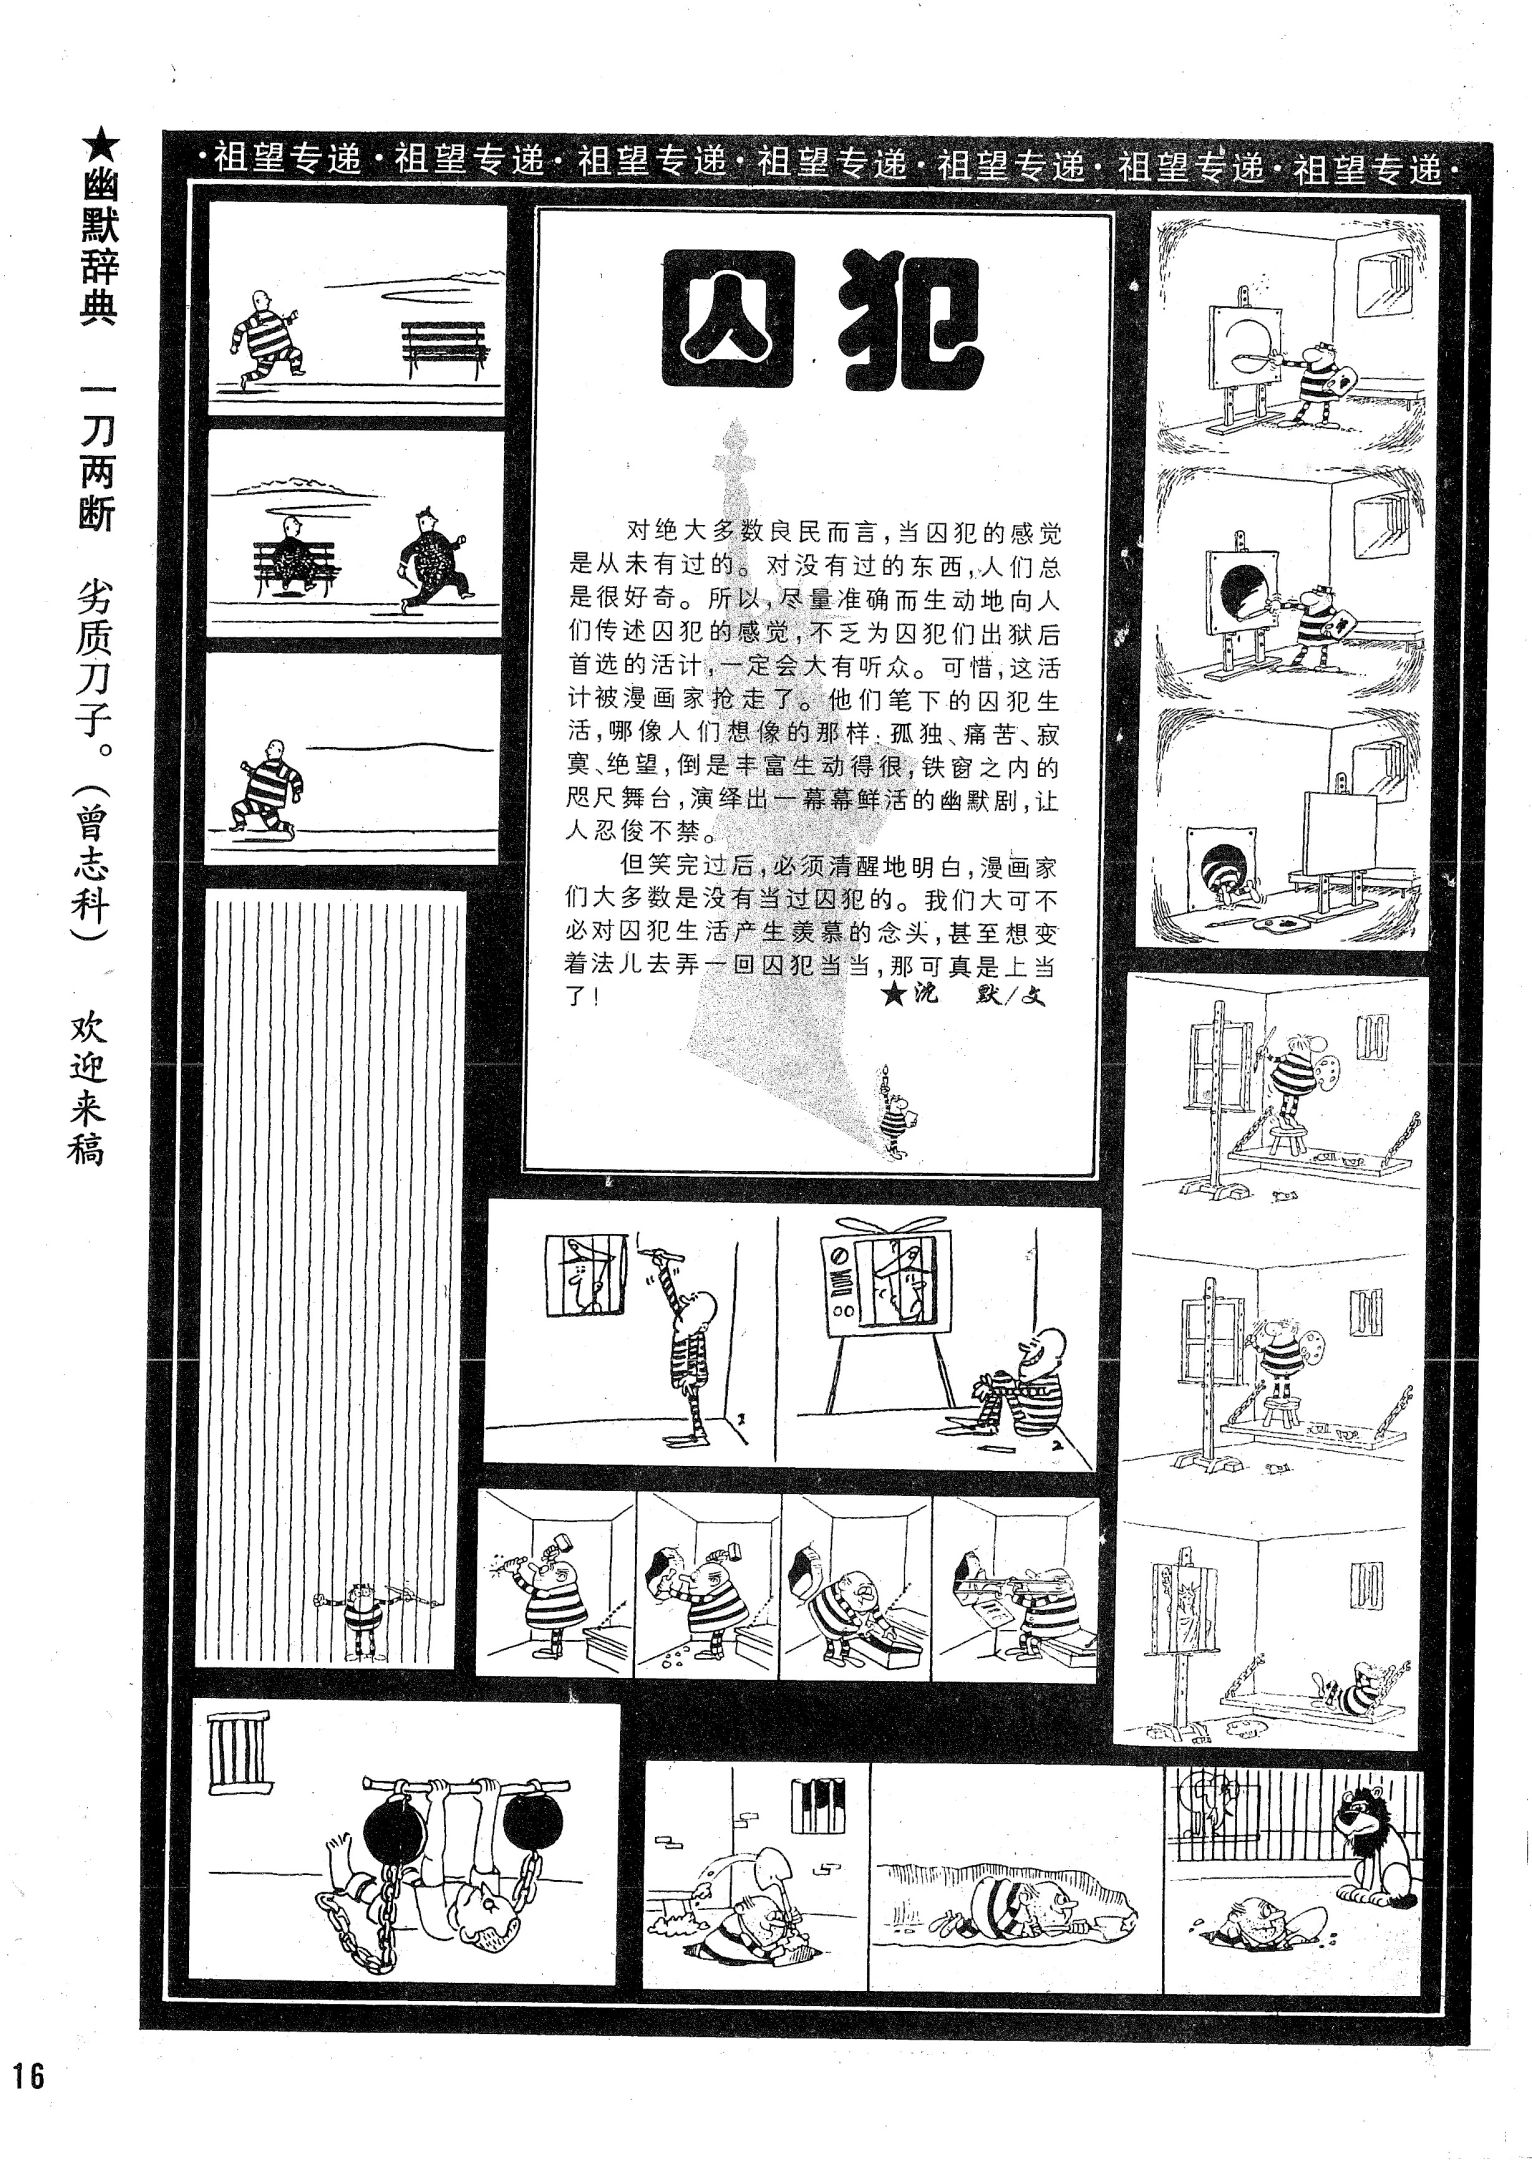 ·祖望专递·祖望专递·祖望专递·祖望专递·祖望专递·祖望专递·祖望专递·
★幽默辞典　一刀两断　劣质刀子。（曾志科）　欢迎来稿
囚犯
对绝大多数良民而言，当囚犯的感觉
是从未有过的。对没有过的东西，人们总
是很好奇。所以，尽量准确而生动地向人
们传述囚犯的感觉，不乏为囚犯们出狱后
首选的活计，一定会大有听众。可惜，这活
计被漫画家抢走了。他们笔下的囚犯生
活，哪像人们想像的那样：孤独、痛苦、寂
寞、绝望，倒是丰富生动得很，铁窗之内的
咫尺舞台，演绎出一幕幕鲜活的幽默剧，让
人忍俊不禁。
但笑完过后，必须清醒地明白，漫画家
们大多数是没有当过囚犯的。我们大可不
必对囚犯生活产生羡慕的念头，甚至想变
着法儿去弄一回囚犯当当，那可真是上当
了！
★沈　默/文
1
2
16